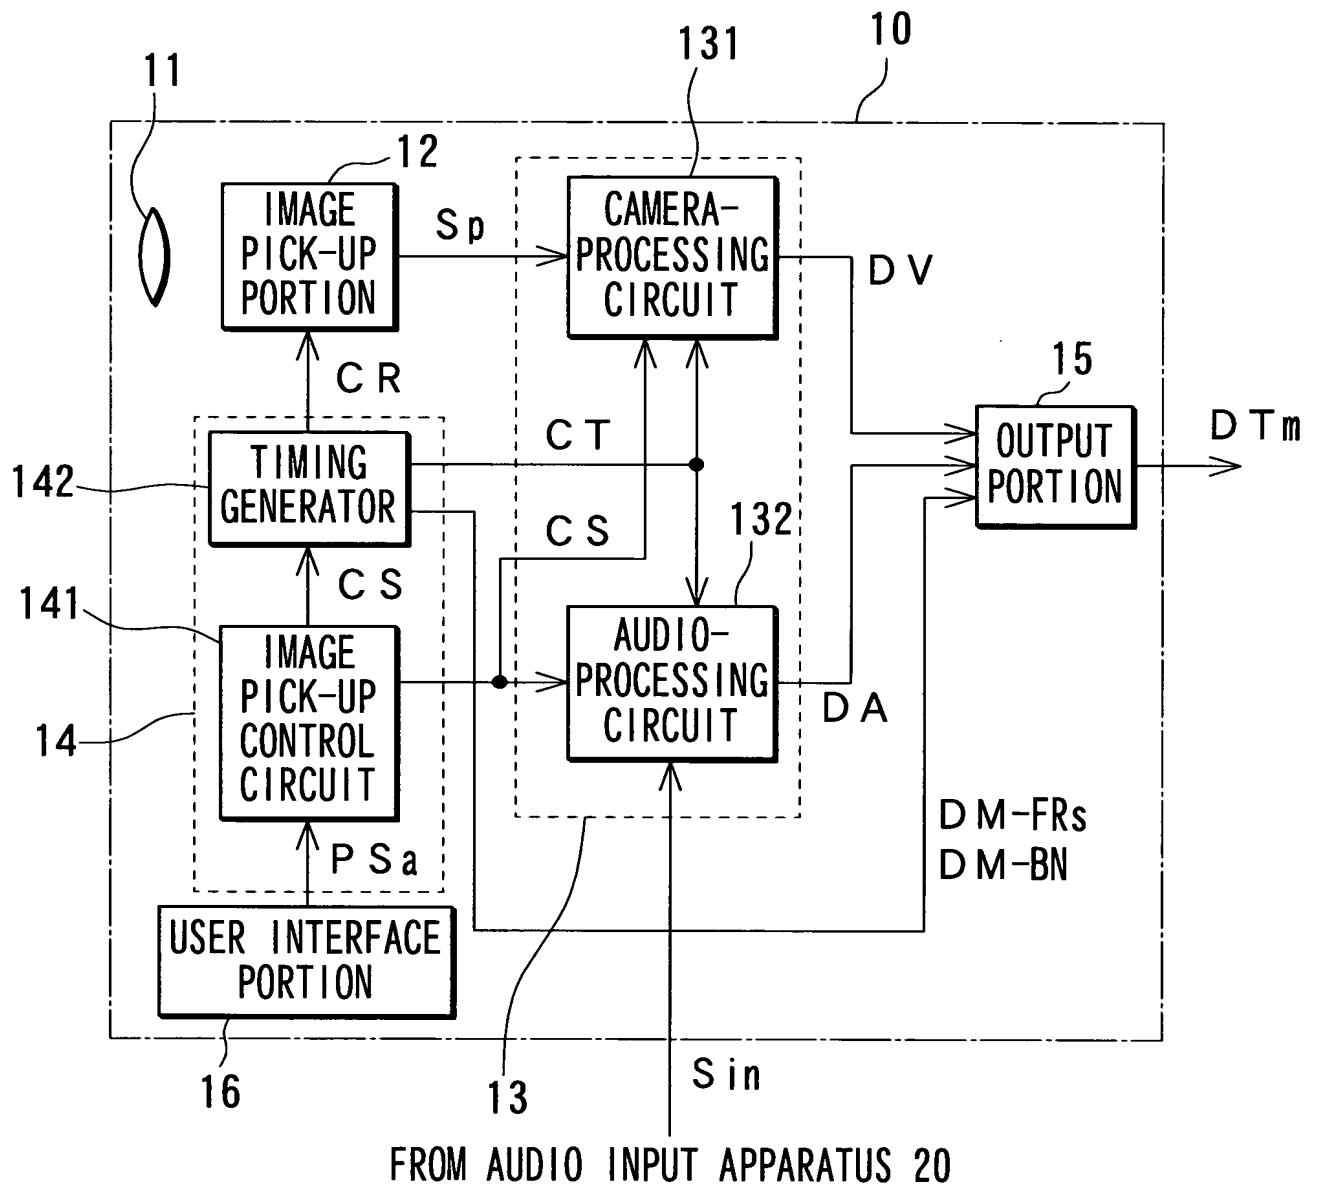 10
131
11
12
IMAGE
PICK-UP
PORTION
Sp
CAMERA-
PROCESSING
CIRCUIT
DV
CR
15
CT
OUTPUT
PORTION
DTm
142
TIMING
GENERATOR
CS
132
CS
141
IMAGE
PICK-UP
CONTROL
CIRCUIT
AUDIO-
PROCESSING
CIRCUIT
DA
14
DM-FRs
DM-BN
PSa
USER INTERFACE
PORTION
16
13
Sin
FROM AUDIO INPUT APPARATUS 20